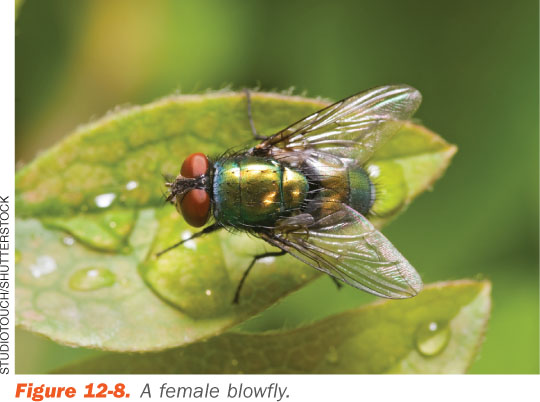 STUDIOTOUCH/SHUTTERSTOCK
Figure 12-8. A female blowfly.